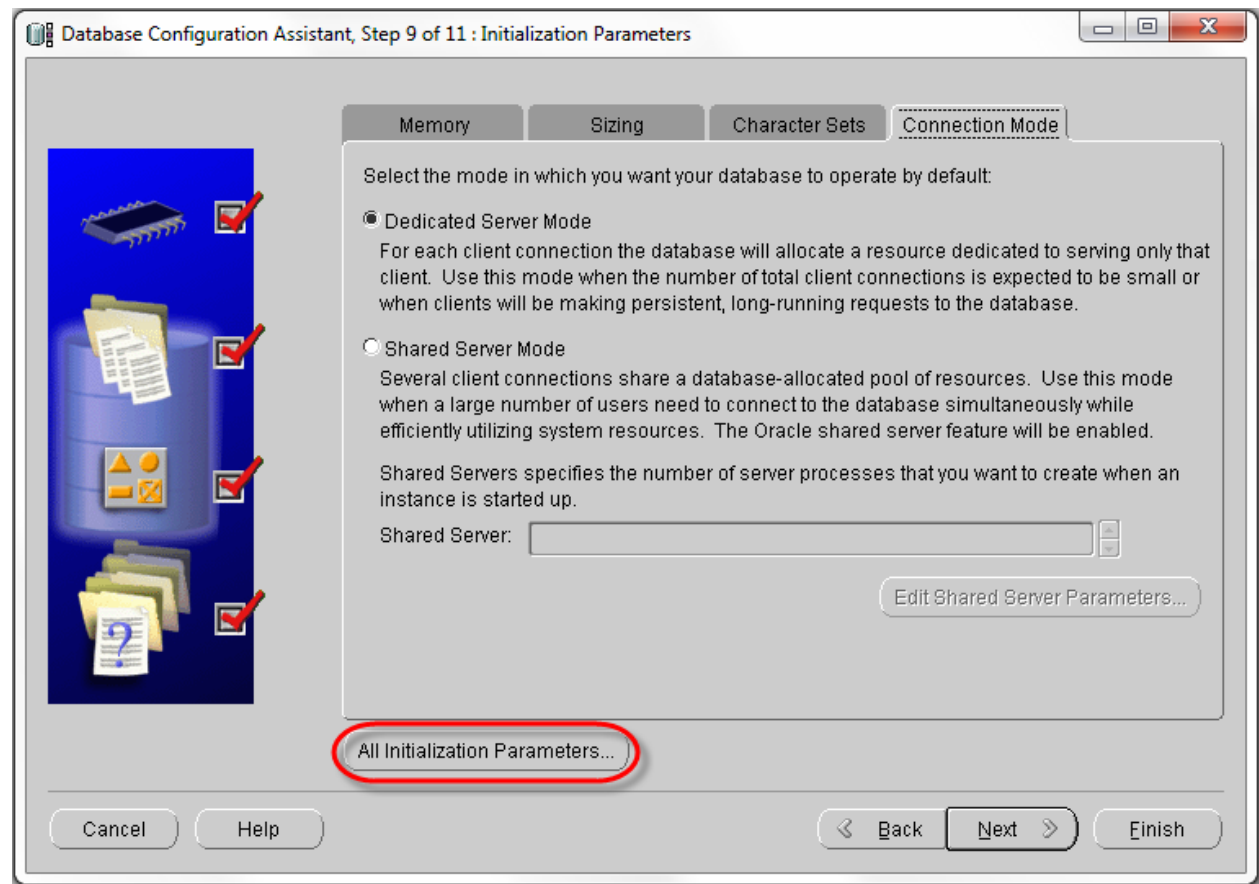 Database Configuration Assistant, Step 9 of 11 : Initialization Parameters
Memory
Sizing
Character Sets
Connection Mode
Select the mode in which you want your database to operate by default:
Dedicated Server Mode
For each client connection the database will allocate a resource dedicated to serving only that
client. Use this mode when the number of total client connections is expected to be small or
when clients will be making persistent, long-running requests to the database.
Shared Server Mode
Several client connections share a database-allocated pool of resources. Use this mode
when a large number of users need to connect to the database simultaneously while
efficiently utilizing system resources. The Oracle shared server feature will be enabled.
Shared Servers specifies the number of server processes that you want to create when an
instance is started up.
Shared Server:
Edit Shared Server Parameters...
?
All Initialization Parameters...
Cancel
Help
Back
Next
Finish